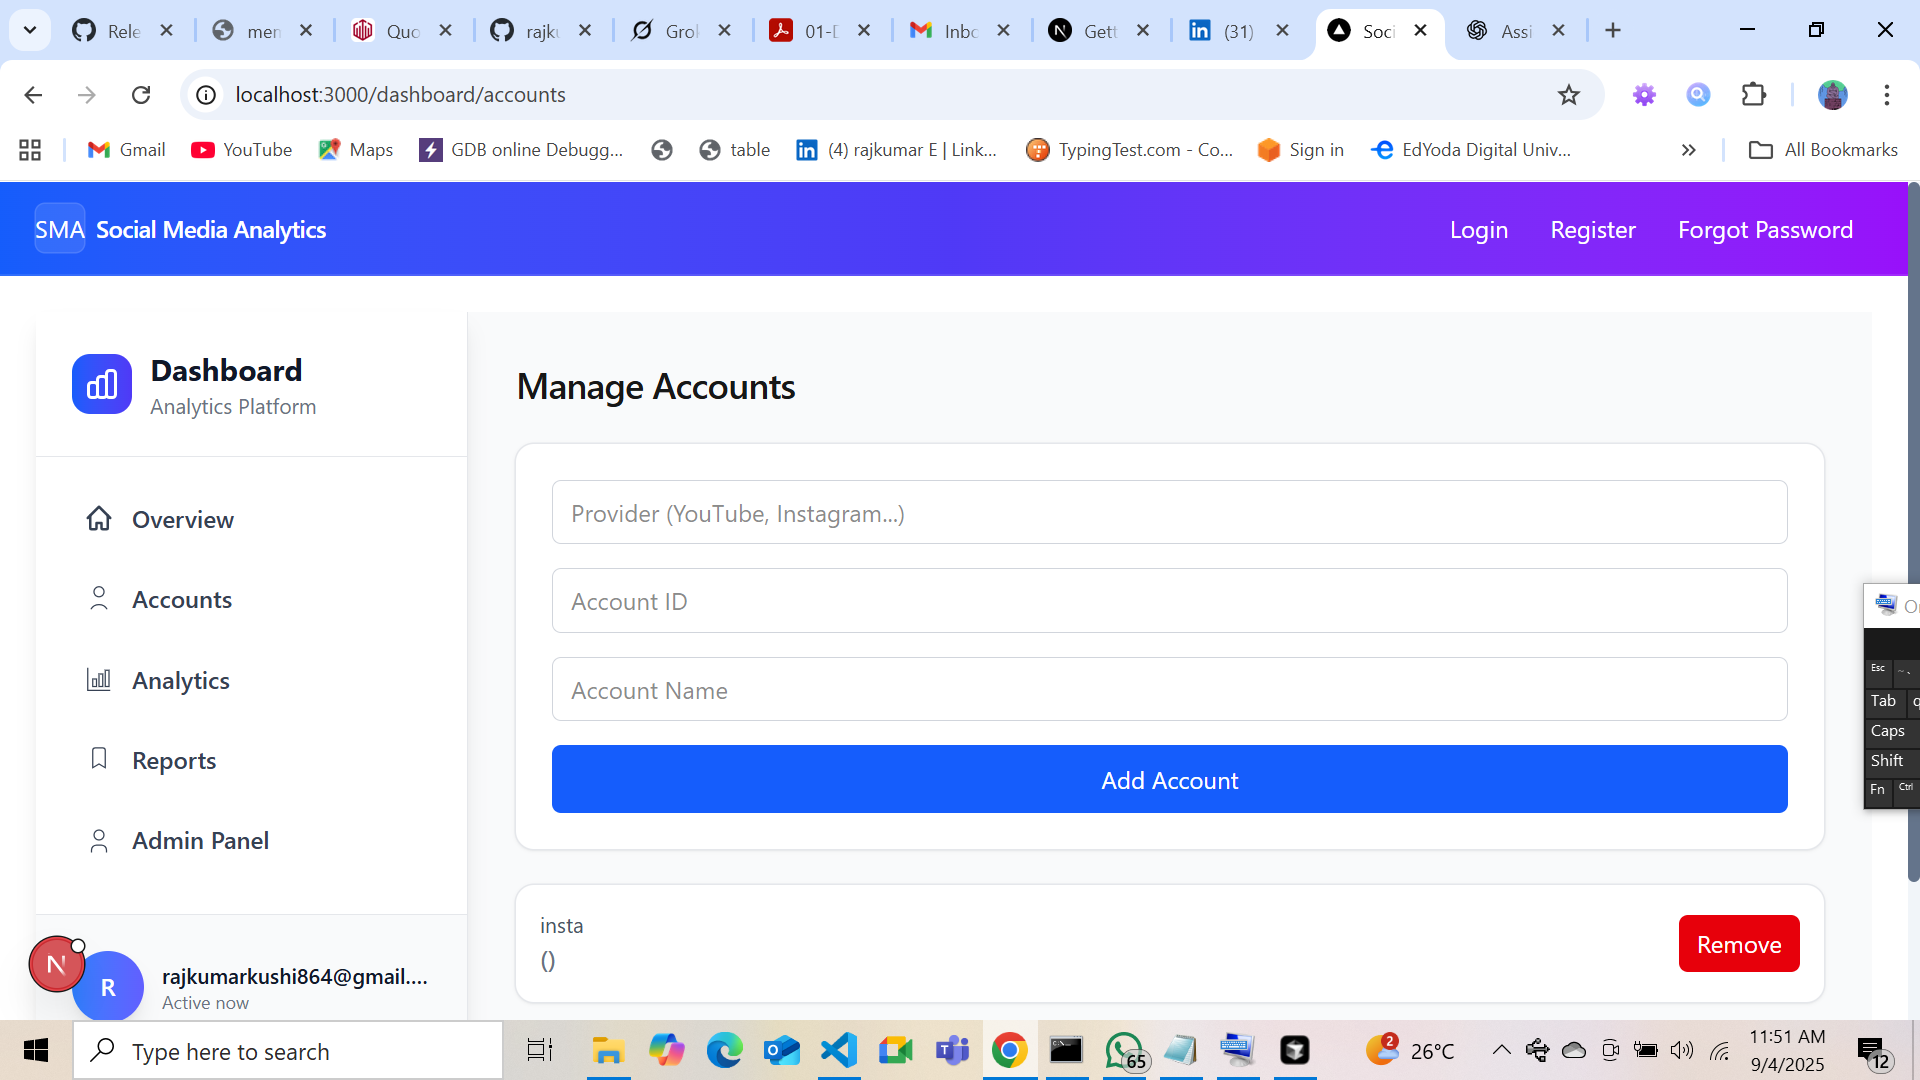 Rele
men
Quo
rajku
Grok
01-D
Inbo
Gett
(31)
Soci
Assi
localhost:3000/dashboard/accounts
Gmail
YouTube
Maps
GDB online Debugg...
table
(4) rajkumar E | Link...
TypingTest.com - Co...
Sign in
EdYoda Digital Univ...
All Bookmarks
SMA
Social Media Analytics
Login
Register
Forgot Password
Dashboard
Analytics Platform
Overview
Accounts
Analytics
Reports
Admin Panel
N
R
rajkumarkushi864@gmail....
Active now
Manage Accounts
Provider (YouTube, Instagram...)
Account ID
Account Name
Add Account
insta
()
Remove
Esc
Tab
Caps
Shift
Fn
Ctrl
Type here to search
65
2
26°C
11:51 AM
9/4/2025
12